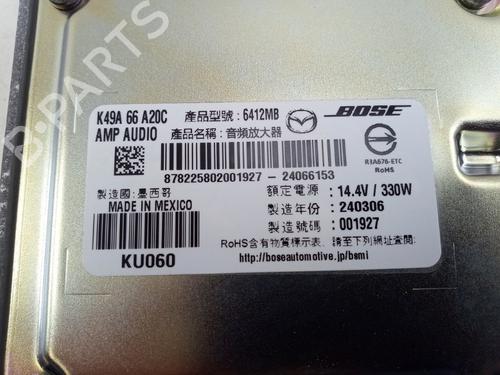 K49A 66 A20C 產品型號：6412MB BOSE
AMP AUDIO 產品名稱：音頻放大器
R3A676-ETC
RoHS
878225802001927 - 24066153
製造國：墨西哥 額定電源：14.4V / 330W
MADE IN MEXICO 製造年份：240306
製造號碼：001927
KU060 RoHS含有物質標示表，請至下列網址查閱:
http://boseautomotive.jp/bsmi
B-PARTS